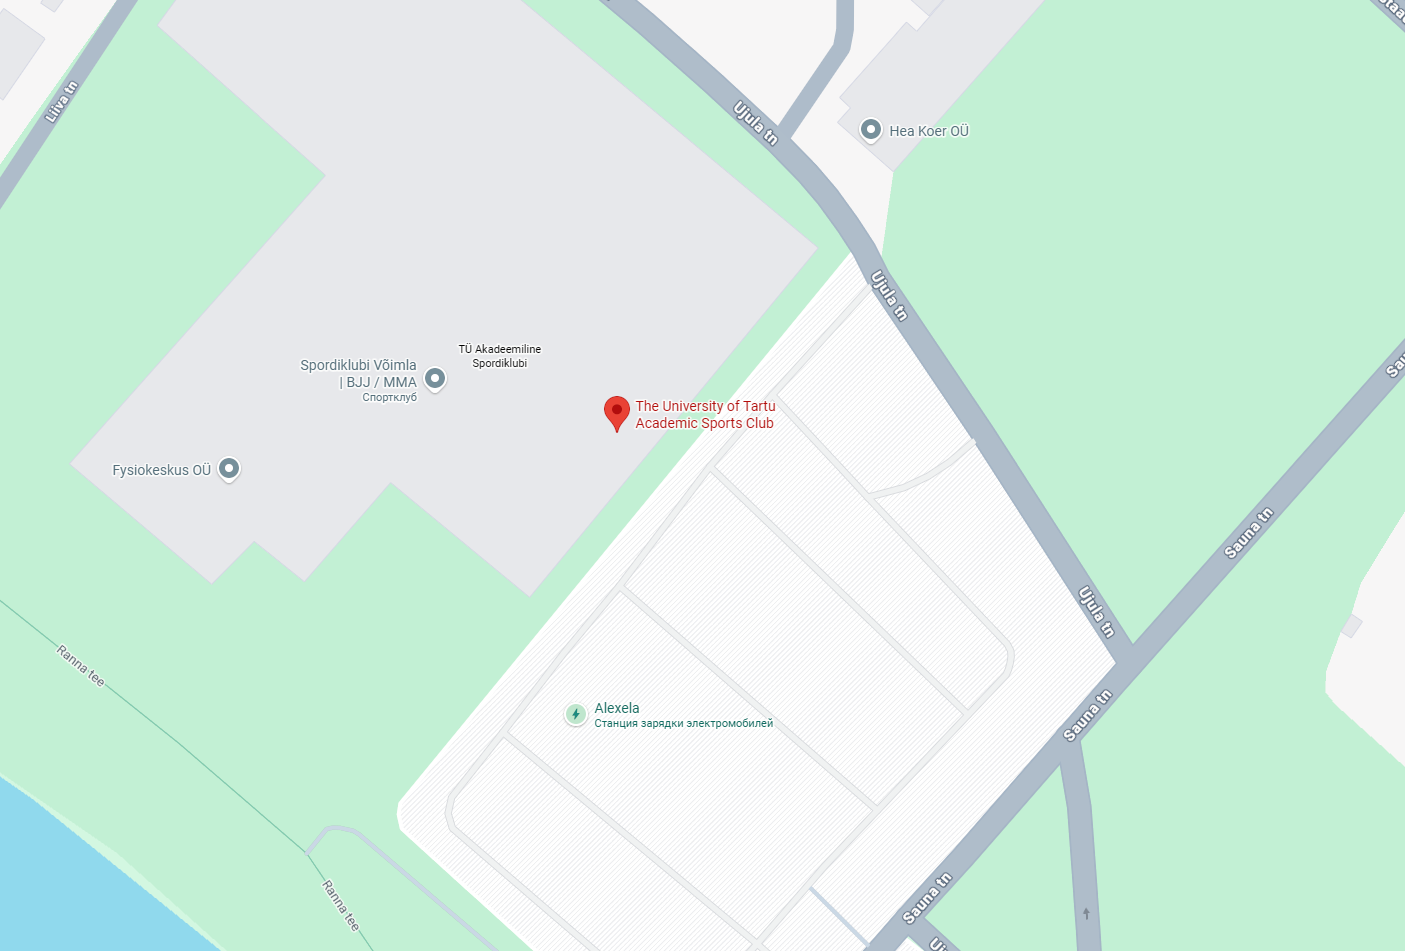 Liiva tn
Ujula tn
Hea Koer OÜ
Ujula tn
TÜ Akadeemiline
Spordiklubi
Spordiklubi Võimla
| BJJ / MMA
Спортклуб
The University of Tartu
Academic Sports Club
Fysiokeskus OÜ
Sauna tn
Ujula tn
Ranna tee
Sauna tn
Alexela
Станция зарядки электромобилей
Ranna tee
Sauna tn